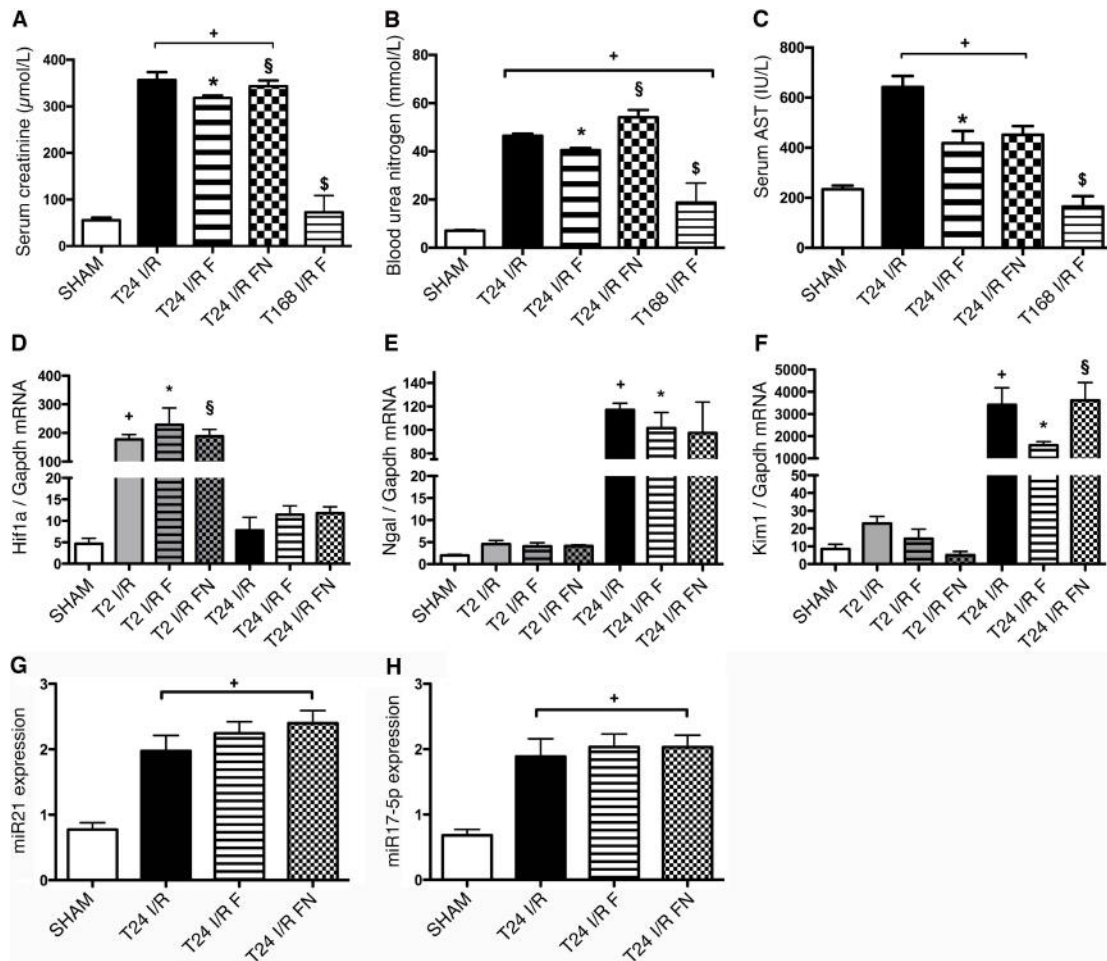 A
Serum creatinine (µmol/L)
400
300
200
100
0
+
*
§
$
SHAM
T24 I/R
T24 I/R F
T24 I/R FN
T168 I/R F
B
Blood urea nitrogen (mmol/L)
80
60
40
20
0
+
*
§
$
SHAM
T24 I/R
T24 I/R F
T24 I/R FN
T168 I/R F
C
Serum AST (IU/L)
800
600
400
200
0
+
*
$
SHAM
T24 I/R
T24 I/R F
T24 I/R FN
T168 I/R F
D
Hif1a / Gapdh mRNA
400
300
200
100
20
15
10
5
0
+
*
§
SHAM
T2 I/R
T2 I/R F
T2 I/R FN
T24 I/R
T24 I/R F
T24 I/R FN
E
Ngal / Gapdh mRNA
140
120
100
80
20
15
10
5
0
+
*
SHAM
T2 I/R
T2 I/R F
T2 I/R FN
T24 I/R
T24 I/R F
T24 I/R FN
F
Kim1 / Gapdh mRNA
5000
4000
3000
2000
1000
50
40
30
20
10
0
+
*
§
SHAM
T2 I/R
T2 I/R F
T2 I/R FN
T24 I/R
T24 I/R F
T24 I/R FN
G
miR21 expression
3
2
1
0
+
SHAM
T24 I/R
T24 I/R F
T24 I/R FN
H
miR17-5p expression
3
2
1
0
+
SHAM
T24 I/R
T24 I/R F
T24 I/R FN